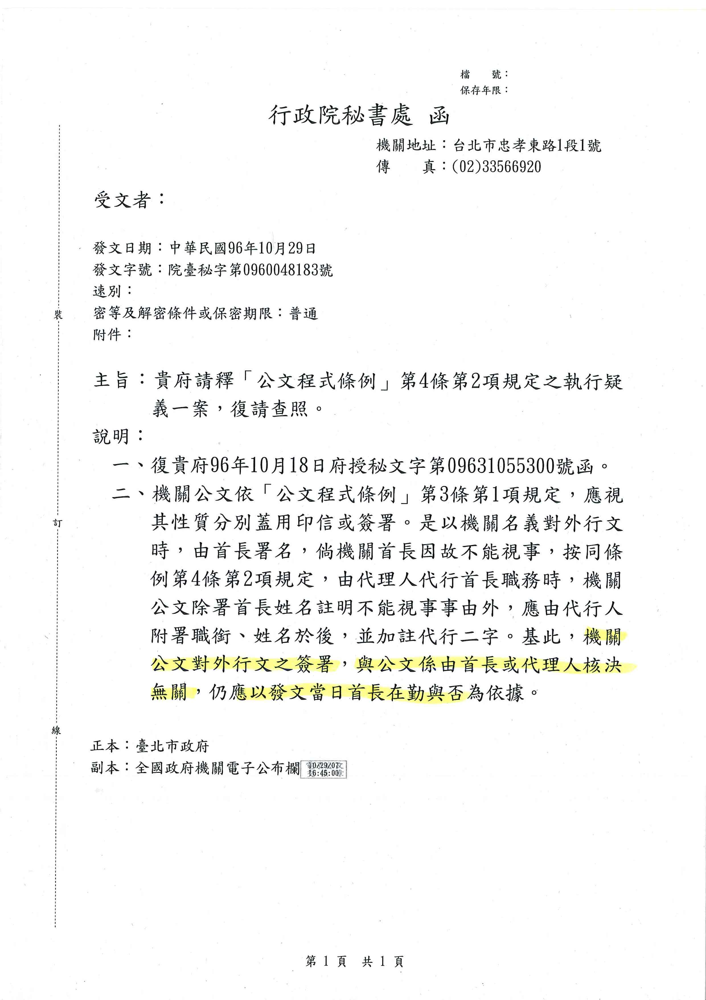 檔　　號：
保存年限：
行政院秘書處　函
機關地址：台北市忠孝東路1段1號
傳　　真：(02)33566920
受文者：
發文日期：中華民國96年10月29日
發文字號：院臺秘字第0960048183號
速別：
密等及解密條件或保密期限：普通
附件：
主旨：貴府請釋「公文程式條例」第4條第2項規定之執行疑
義一案，復請查照。
說明：
一、復貴府96年10月18日府授秘文字第09631055300號函。
二、機關公文依「公文程式條例」第3條第1項規定，應視
其性質分別蓋用印信或簽署。是以機關名義對外行文
時，由首長署名，倘機關首長因故不能視事，按同條
例第4條第2項規定，由代理人代行首長職務時，機關
公文除署首長姓名註明不能視事事由外，應由代行人
附署職銜、姓名於後，並加註代行二字。基此，機關
公文對外行文之簽署，與公文係由首長或代理人核決
無關，仍應以發文當日首長在勤與否為依據。
正本：臺北市政府
副本：全國政府機關電子公布欄
10/29/07
16:45:00
裝
訂
線
第 1 頁　共 1 頁